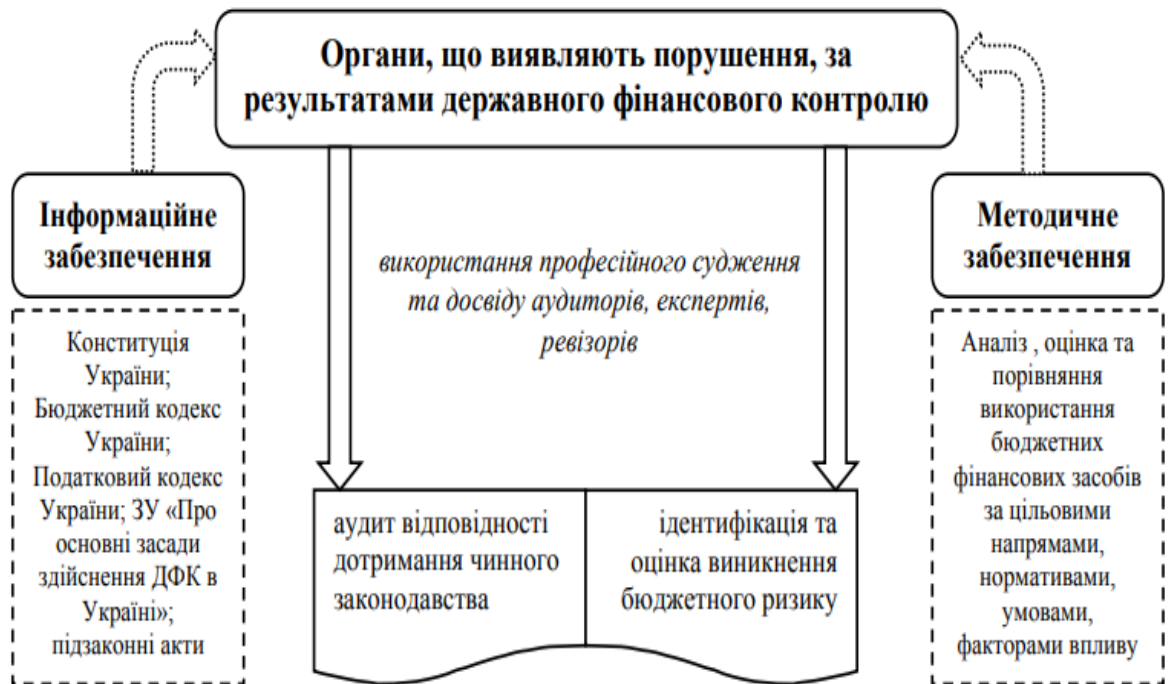 Органи, що виявляють порушення, за
результатами державного фінансового контролю
Інформаційне
забезпечення
Конституція
України;
Бюджетний кодекс
України;
Податковий кодекс
України; ЗУ «Про
основні засади
здійснення ДФК в
Україні»;
підзаконні акти
використання професійного судження
та досвіду аудиторів, експертів,
ревізорів
аудит відповідності
дотримання чинного
законодавства
ідентифікація та
оцінка виникнення
бюджетного ризику
Методичне
забезпечення
Аналіз , оцінка та
порівняння
використання
бюджетних
фінансових засобів
за цільовими
напрямами,
нормативами,
умовами,
факторами впливу